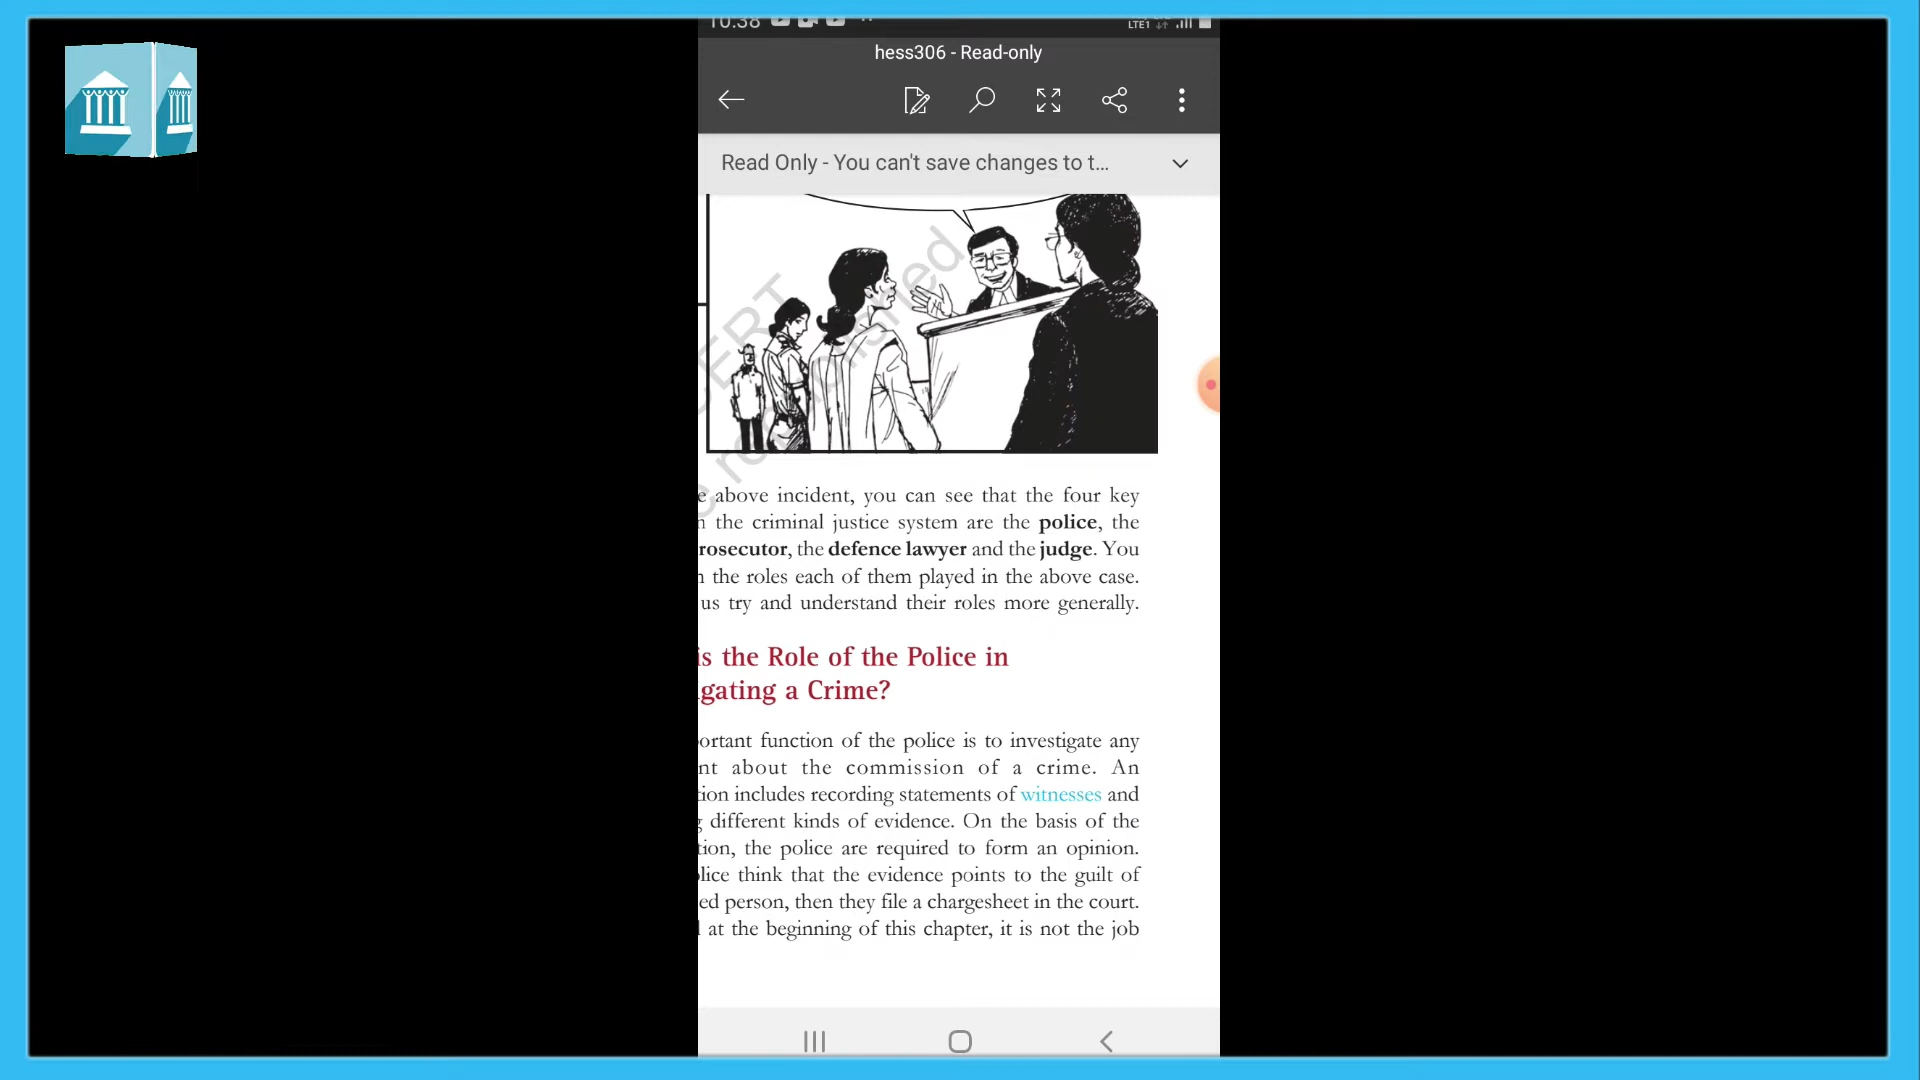 10:38
LTE1
hess306 - Read-only
Read Only - You can't save changes to t...
above incident, you can see that the four key
the criminal justice system are the police, the
rosecutor, the defence lawyer and the judge. You
the roles each of them played in the above case.
us try and understand their roles more generally.
is the Role of the Police in
gating a Crime?
ortant function of the police is to investigate any
nt about the commission of a crime. An
tion includes recording statements of witnesses and
different kinds of evidence. On the basis of the
tion, the police are required to form an opinion.
lice think that the evidence points to the guilt of
ed person, then they file a chargesheet in the court.
at the beginning of this chapter, it is not the job